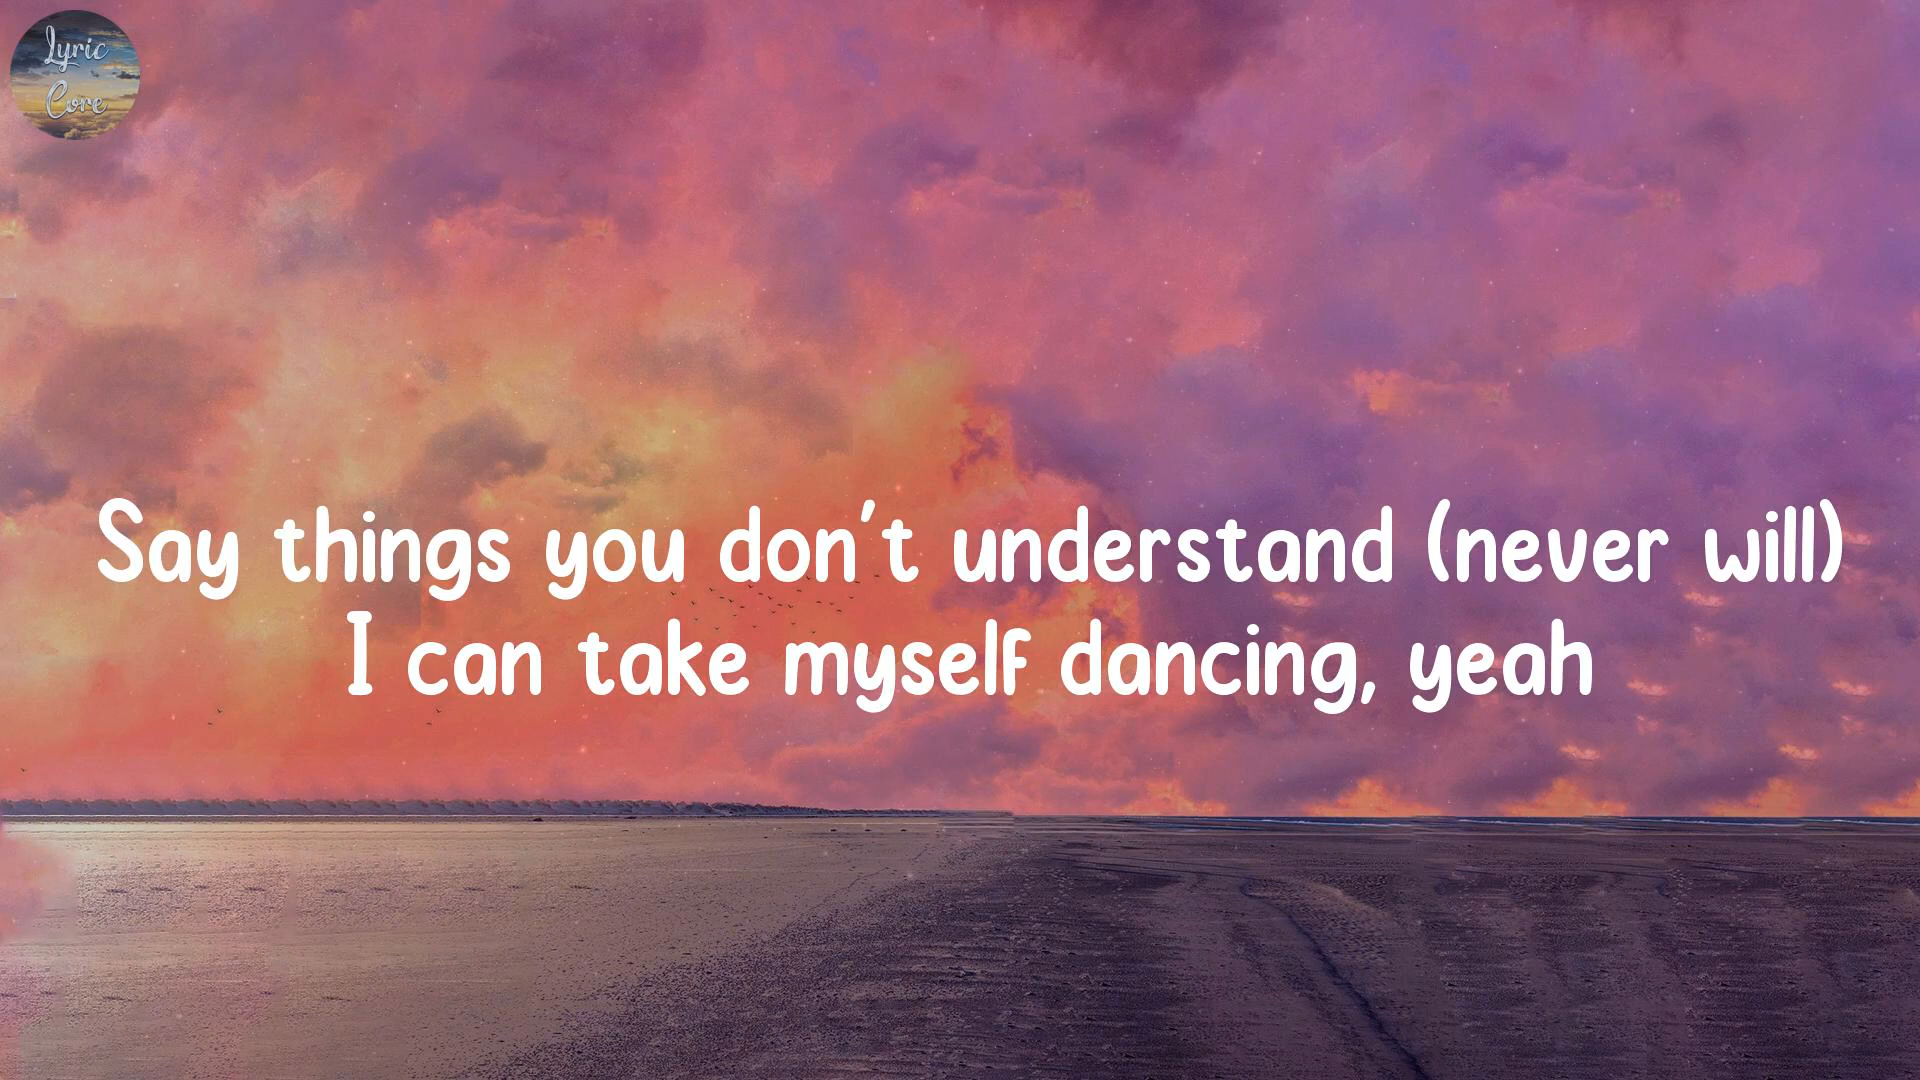 Lyric
Core
Say things you don't understand (never will)
I can take myself dancing, yeah